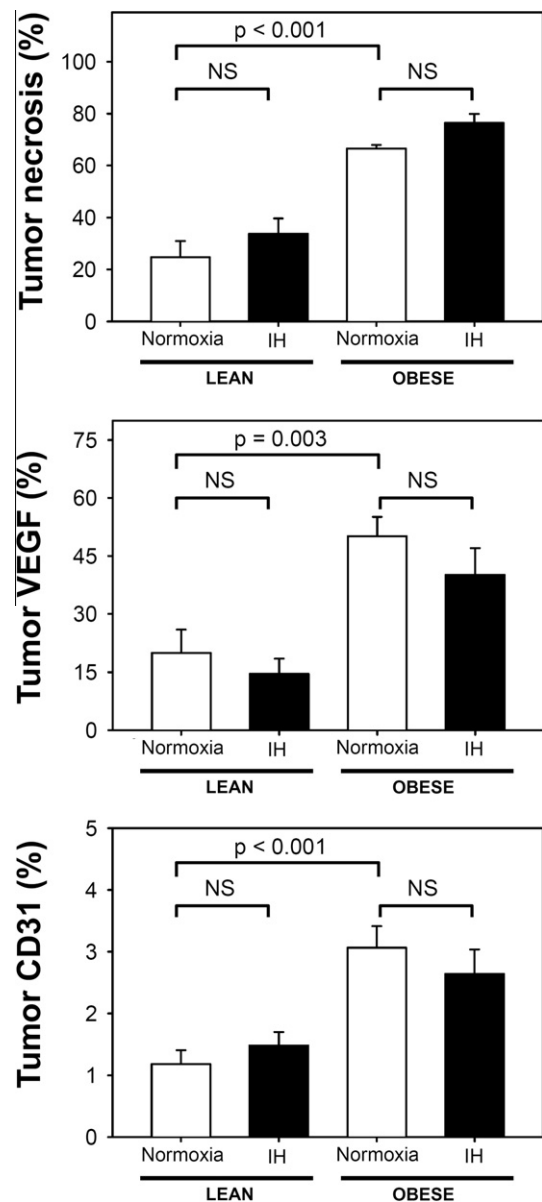 Tumor necrosis (%)
p < 0.001
NS NS
100
80
60
40
20
0
Normoxia IH Normoxia IH
LEAN OBESE
Tumor VEGF (%)
p = 0.003
NS NS
75
60
45
30
15
0
Normoxia IH Normoxia IH
LEAN OBESE
Tumor CD31 (%)
p < 0.001
NS NS
5
4
3
2
1
0
Normoxia IH Normoxia IH
LEAN OBESE